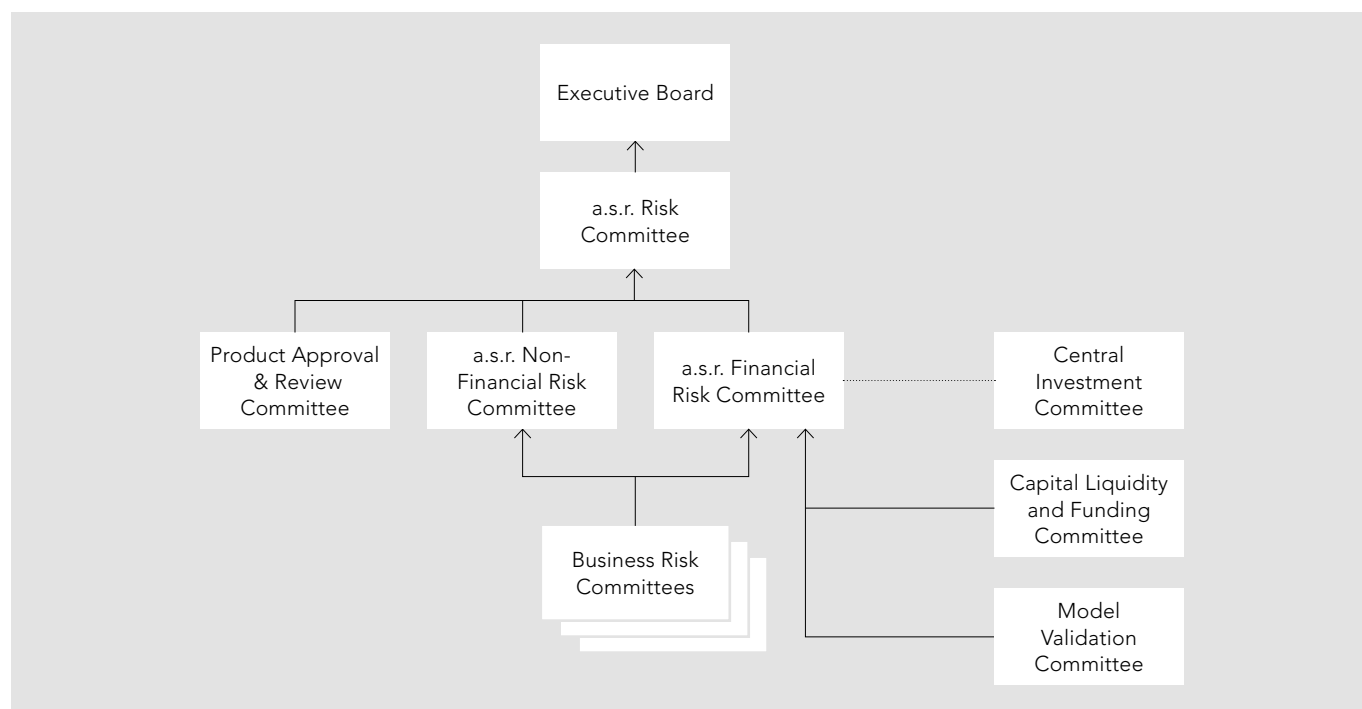 Executive Board
a.s.r. Risk
Committee
Product Approval
& Review
Committee
a.s.r. Non-
Financial Risk
Committee
a.s.r. Financial
Risk Committee
Central
Investment
Committee
Capital Liquidity
and Funding
Committee
Business Risk
Committees
Model
Validation
Committee